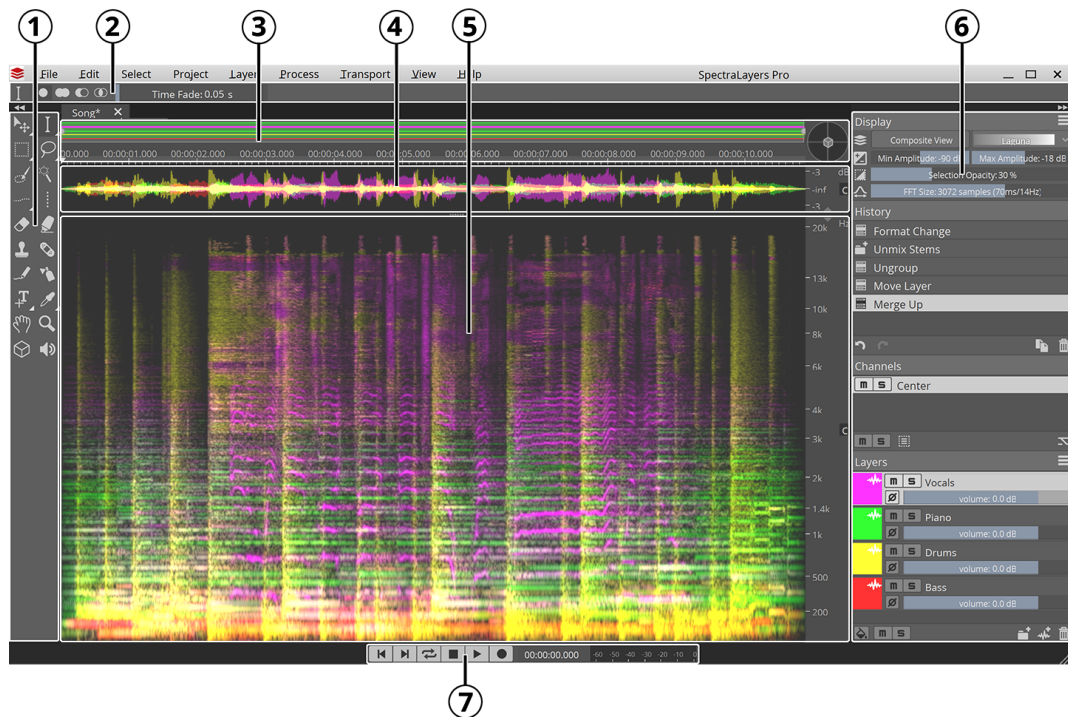 1 2 3 4 5 6
File Edit Select Project Layer Process Transport View Help SpectraLayers Pro
Time Fade: 0.05 s
Song*
Display
Composite View Laguna
Min Amplitude: -90 d Max Amplitude: -18 dB
Selection Opacity: 30 %
FFT Size: 3072 samples (70ms/14Hz)
00.000 00:00:01.000 00:00:02.000 00:00:03.000 00:00:04.000 00:00:05.000 00:00:06.000 00:00:07.000 00:00:08.000 00:00:09.000 00:00:10.000
-3 dB
-inf C
-3
20k Hz
13k
10k
8k
6k
4k
3k C
2k
1.4k
1k
500
200
History
Format Change
Unmix Stems
Ungroup
Move Layer
Merge Up
Channels
m s Center
m s
Layers
m s Vocals
volume: 0.0 dB
m s Piano
volume: 0.0 dB
m s Drums
volume: 0.0 dB
m s Bass
volume: 0.0 dB
m s
00:00:00.000 -60 -50 -40 -30 -20 -10 0
7